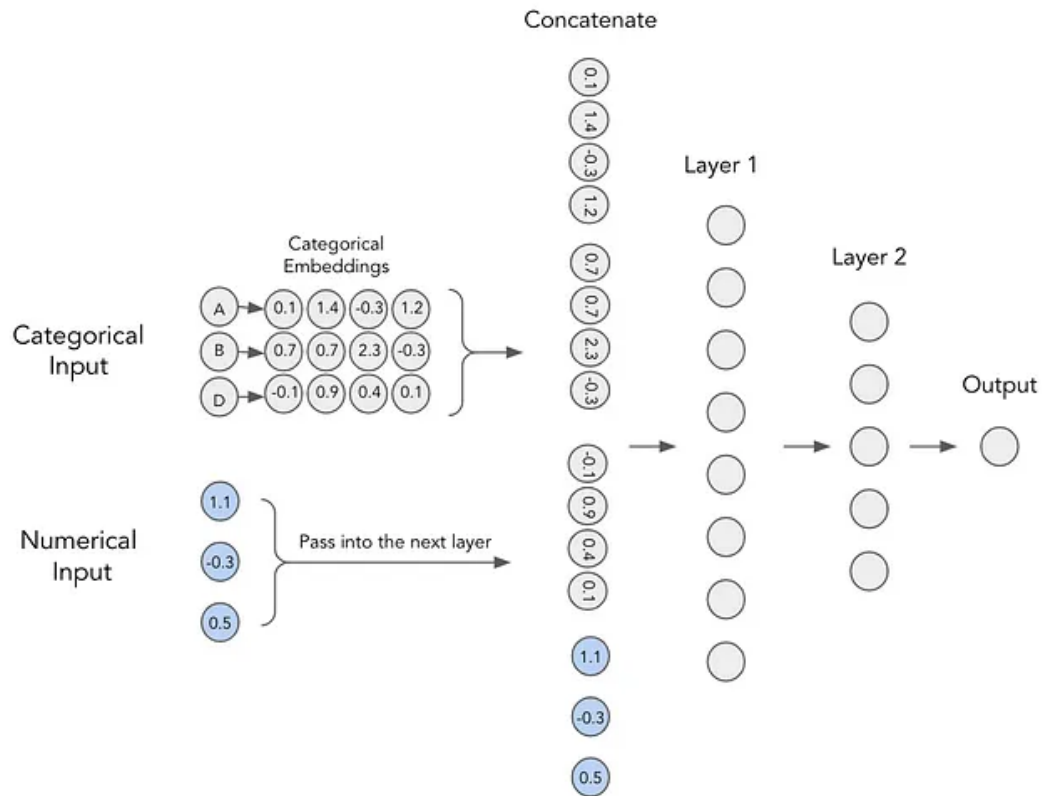 Concatenate
0.1
1.4
-0.3
1.2
0.7
0.7
2.3
-0.3
-0.1
0.9
0.4
0.1
1.1
-0.3
0.5
Layer 1
Layer 2
Output
Categorical
Embeddings
Categorical
Input
A 0.1 1.4 -0.3 1.2
B 0.7 0.7 2.3 -0.3
D -0.1 0.9 0.4 0.1
Numerical
Input
1.1
-0.3
0.5
Pass into the next layer